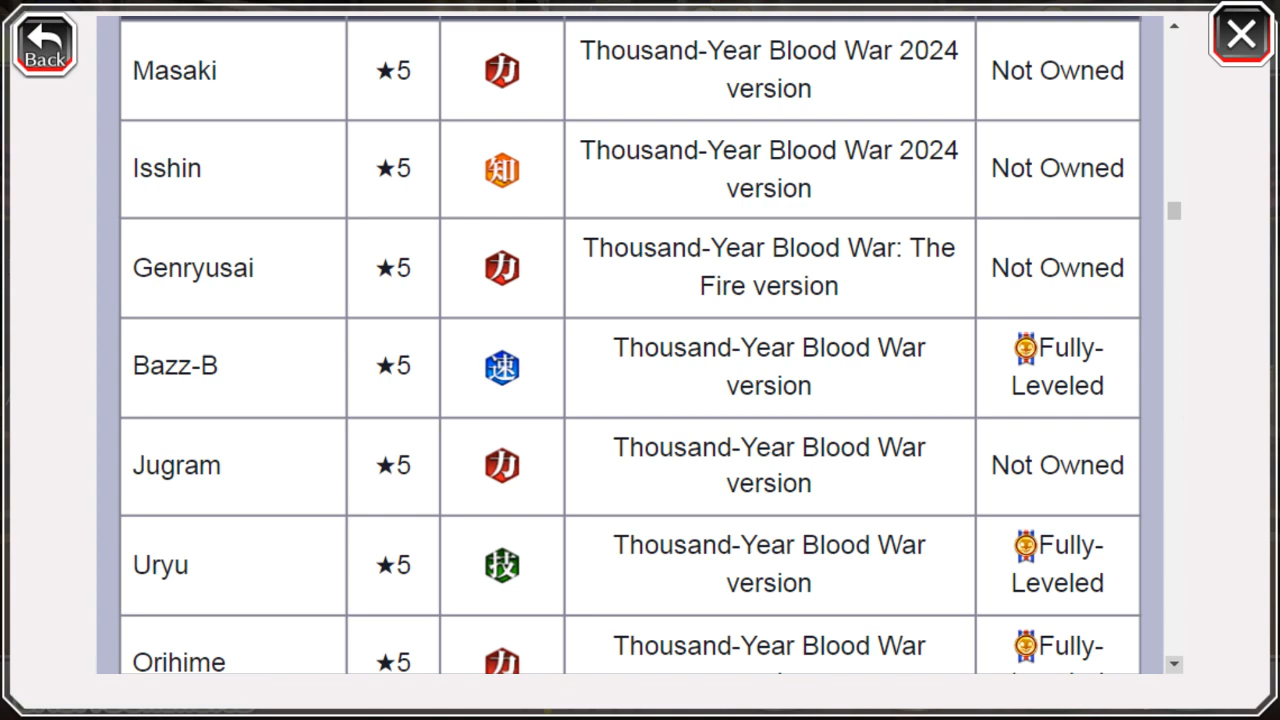 Back
Masaki ★5 力 Thousand-Year Blood War 2024
version Not Owned
Isshin ★5 知 Thousand-Year Blood War 2024
version Not Owned
Genryusai ★5 力 Thousand-Year Blood War: The
Fire version Not Owned
Bazz-B ★5 速 Thousand-Year Blood War
version Fully-
Leveled
Jugram ★5 力 Thousand-Year Blood War
version Not Owned
Uryu ★5 技 Thousand-Year Blood War
version Fully-
Leveled
Orihime ★5 力 Thousand-Year Blood War
Fully-